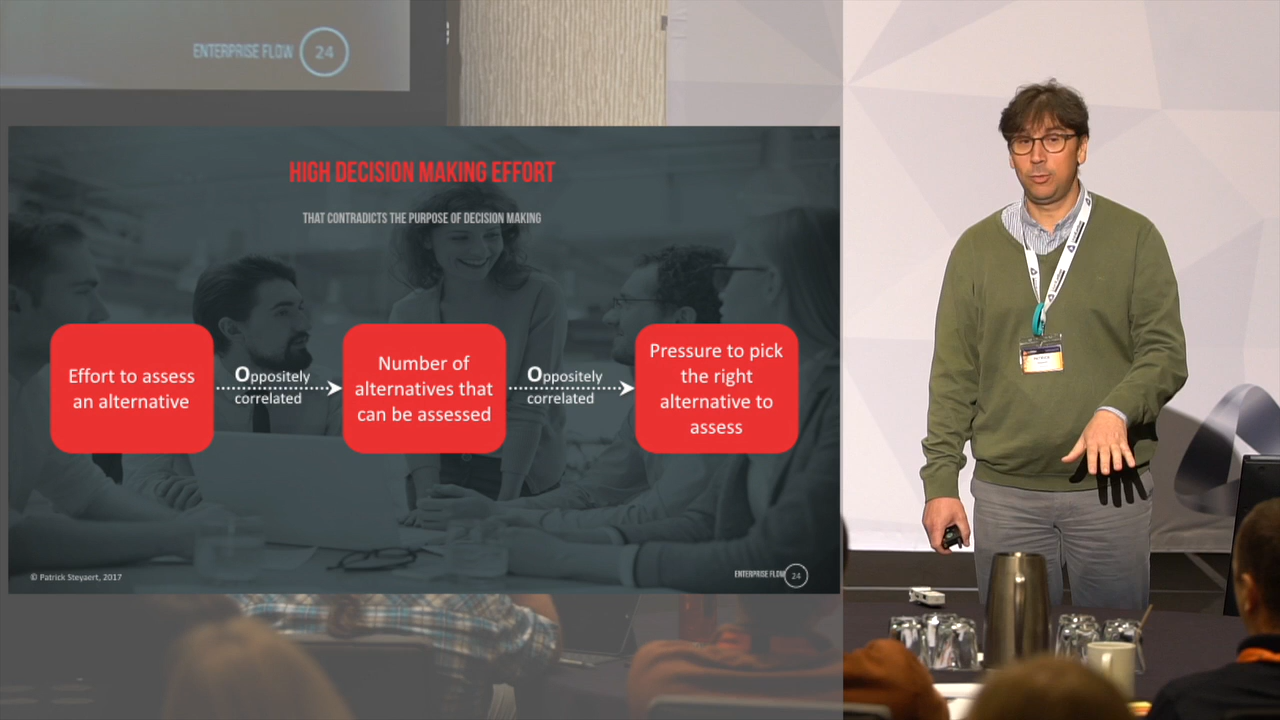 ENTERPRISE FLOW 24
HIGH DECISION MAKING EFFORT
THAT CONTRADICTS THE PURPOSE OF DECISION MAKING
Effort to assess
an alternative
Oppositely
correlated
Number of
alternatives that
can be assessed
Oppositely
correlated
Pressure to pick
the right
alternative to
assess
© Patrick Steyaert, 2017
ENTERPRISE FLOW 24
PATRICK